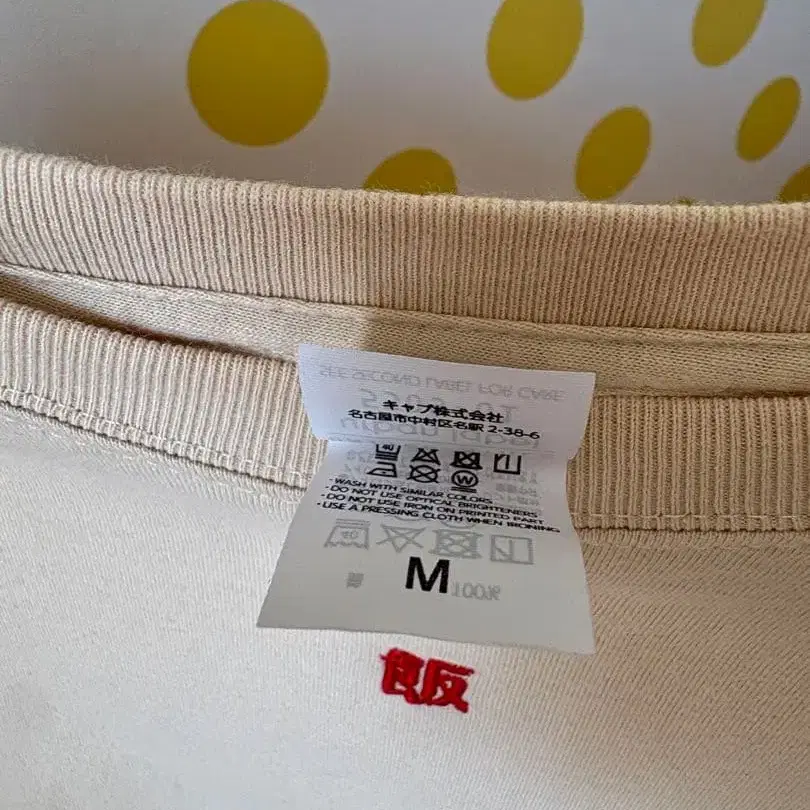 SEE SECOND LABEL FOR CARE
キャプ株式会社
名古屋市中村区名駅 2-38-6
40
W
· WASH WITH SIMILAR COLORS
· DO NOT USE OPTICAL BRIGHTENERS
· DO NOT USE IRON ON PRINTED PART
· USE A PRESSING CLOTH WHEN IRONING
M
100%
飯